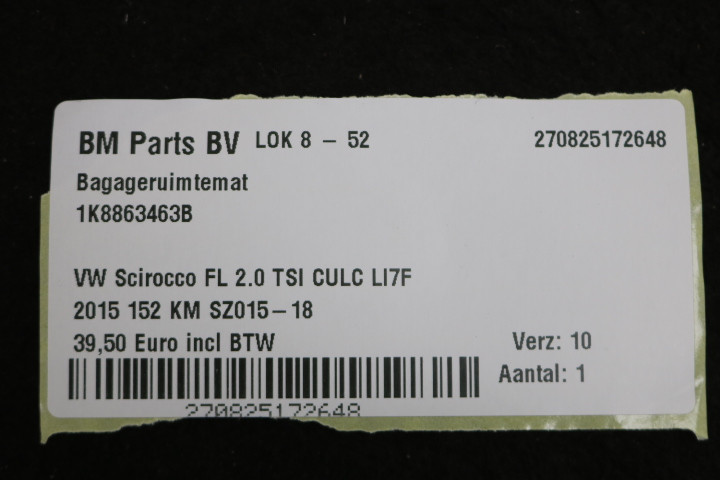 BM Parts BV LOK 8 - 52 270825172648
Bagageruimtemat
1K8863463B
VW Scirocco FL 2.0 TSI CULC LI7F
2015 152 KM SZ015-18
39,50 Euro incl BTW Verz: 10
Aantal: 1
270825172648